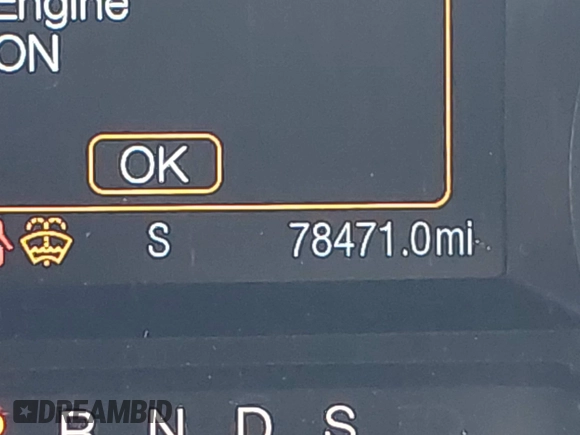 Engine
ON
OK
S 78471.0mi
R N D S
DREAMBID